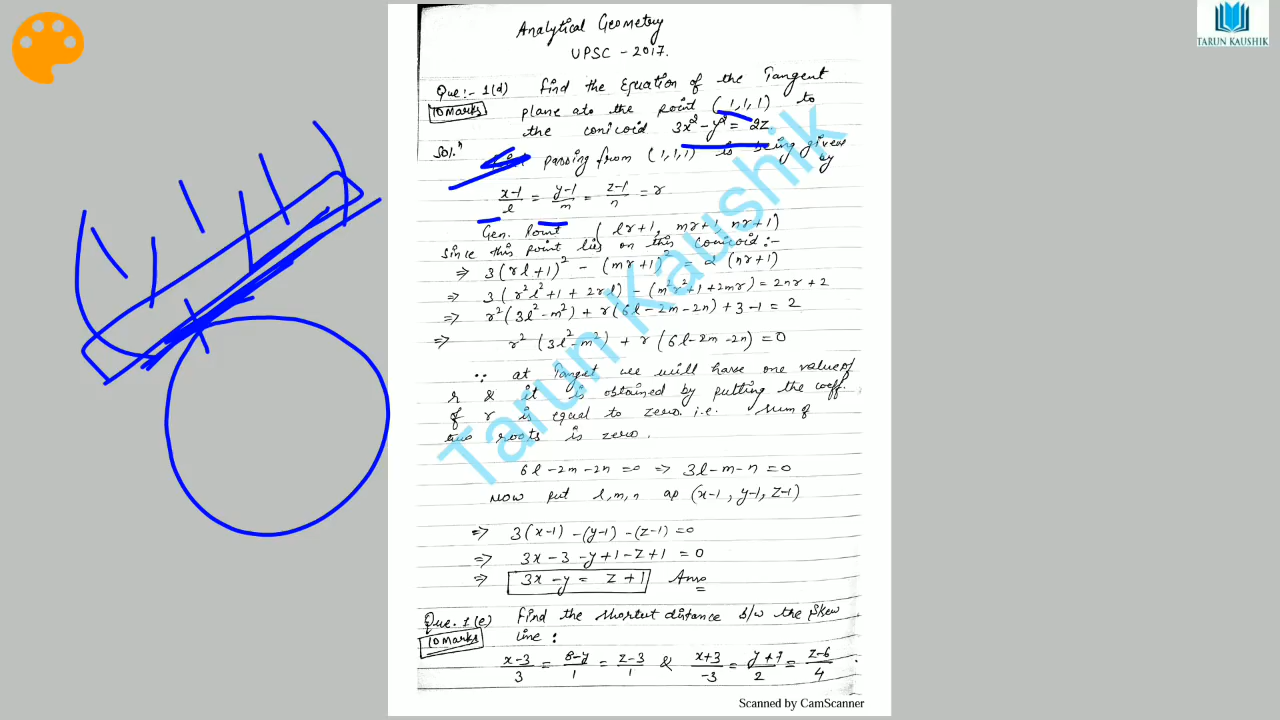 TARUN KAUSHIK
Analytical Geometry
UPSC - 2017.
Que:- 1(d) Find the Equation of the Tangent
10 Marks
plane at the point (1,1,1) to
the conicoid 3x² - y² = 2z.
Sol.ⁿ passing from (1,1,1) is being given
by
x-1/l = y-1/m = z-1/n = r
Gen. Point (lr+1, mr+1, nr+1)
Since this point lies on this conicoid :-
⇒ 3(rl+1)² - (mr+1)² = 2(nr+1)
⇒ 3(r²l²+1+2rl) - (m²r²+1+2mr) = 2nr+2
⇒ r²(3l²-m²) + r(6l-2m-2n) + 3-1 = 2
⇒ r²(3l²-m²) + r(6l-2m-2n) = 0
∵ at Tanget we will have one value of
r & it is obtained by putting the coeff.
of r is equal to zero. i.e. sum of
two roots is zero.
6l-2m-2n=0 ⇒ 3l-m-n=0
Now put l,m,n as (x-1, y-1, z-1)
⇒ 3(x-1)-(y-1)-(z-1)=0
⇒ 3x-3-y+1-z+1 = 0
⇒ 3x-y = z+1 Ans
Que. 1(e) Find the shortest distance b/w the skew
10 Marks
line :
x-3/3 = 8-y/1 = z-3/1 & x+3/-3 = y+7/2 = z-6/4 .
Tarun Kaushik
Scanned by CamScanner